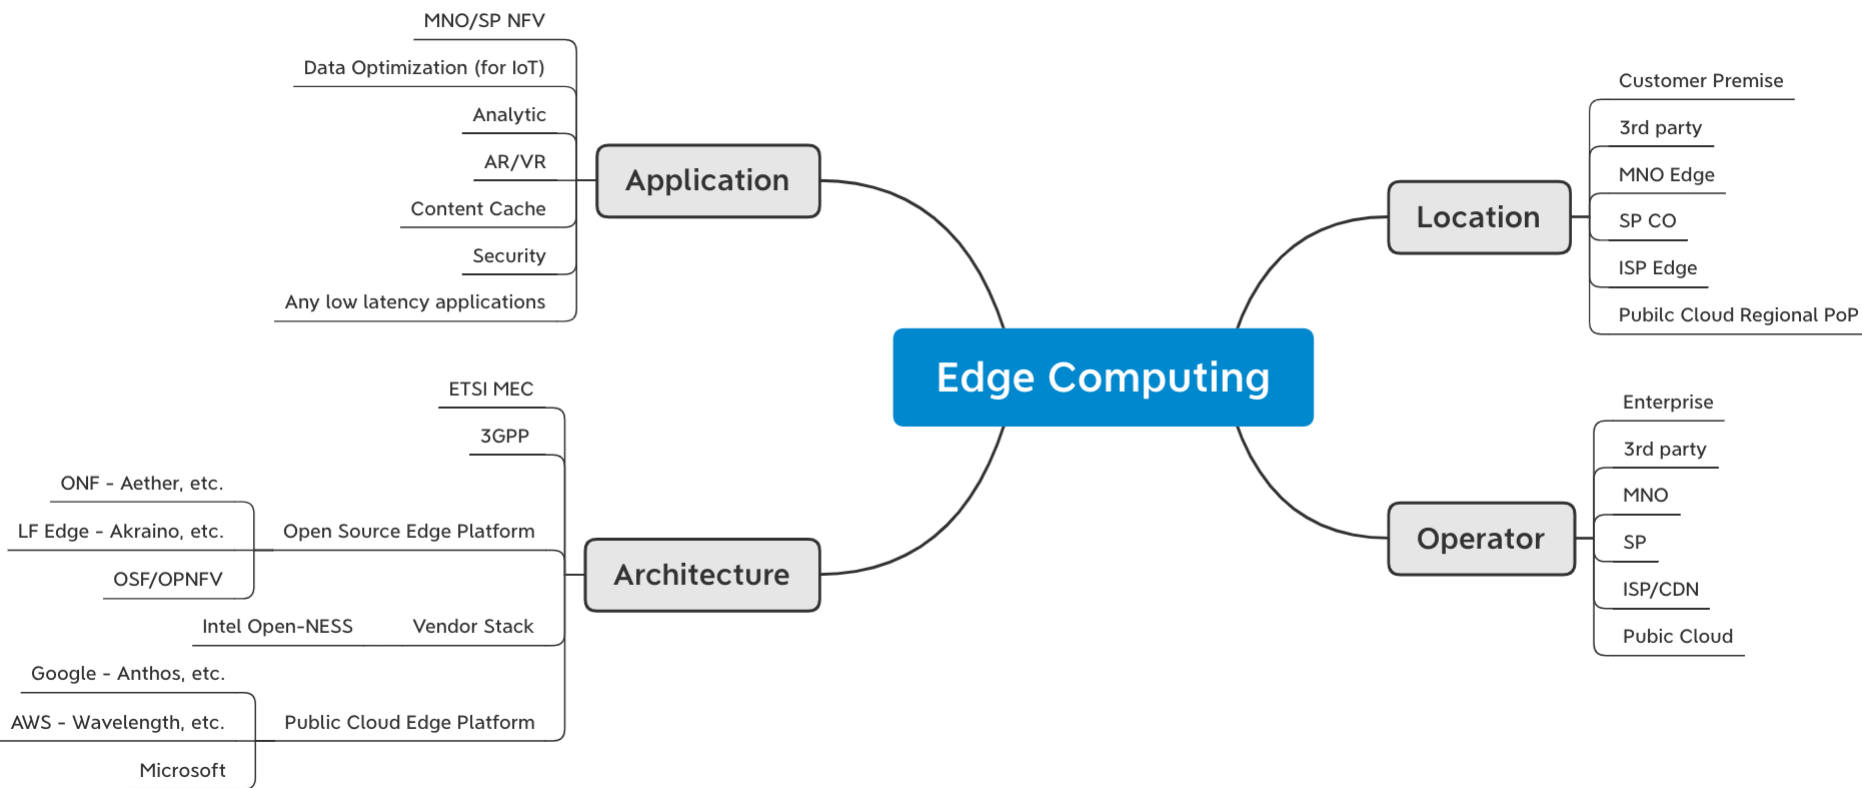 MNO/SP NFV
Data Optimization (for IoT)
Analytic
AR/VR
Content Cache
Security
Any low latency applications
Application
ETSI MEC
3GPP
ONF - Aether, etc.
LF Edge - Akraino, etc.
OSF/OPNFV
Open Source Edge Platform
Intel Open-NESS
Vendor Stack
Google - Anthos, etc.
AWS - Wavelength, etc.
Microsoft
Public Cloud Edge Platform
Architecture
Edge Computing
Location
Customer Premise
3rd party
MNO Edge
SP CO
ISP Edge
Pubilc Cloud Regional PoP
Operator
Enterprise
3rd party
MNO
SP
ISP/CDN
Pubic Cloud